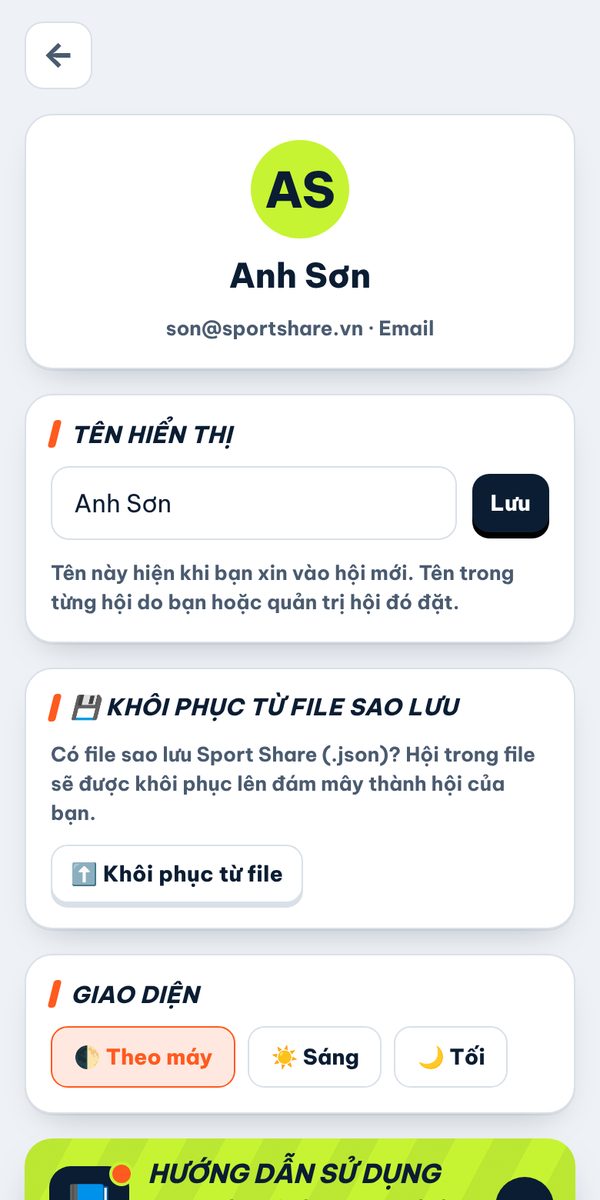 AS
Anh Sơn
son@sportshare.vn · Email
TÊN HIỂN THỊ
Anh Sơn
Lưu
Tên này hiện khi bạn xin vào hội mới. Tên trong
từng hội do bạn hoặc quản trị hội đó đặt.
💾 KHÔI PHỤC TỪ FILE SAO LƯU
Có file sao lưu Sport Share (.json)? Hội trong file
sẽ được khôi phục lên đám mây thành hội của
bạn.
⬆️ Khôi phục từ file
GIAO DIỆN
🌗 Theo máy
☀️ Sáng
🌙 Tối
HƯỚNG DẪN SỬ DỤNG